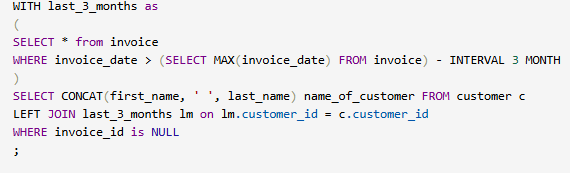 WITH last_3_months as
(
SELECT * from invoice
WHERE invoice_date > (SELECT MAX(invoice_date) FROM invoice) - INTERVAL 3 MONTH
)
SELECT CONCAT(first_name, ' ', last_name) name_of_customer FROM customer c
LEFT JOIN last_3_months lm on lm.customer_id = c.customer_id
WHERE invoice_id is NULL
;